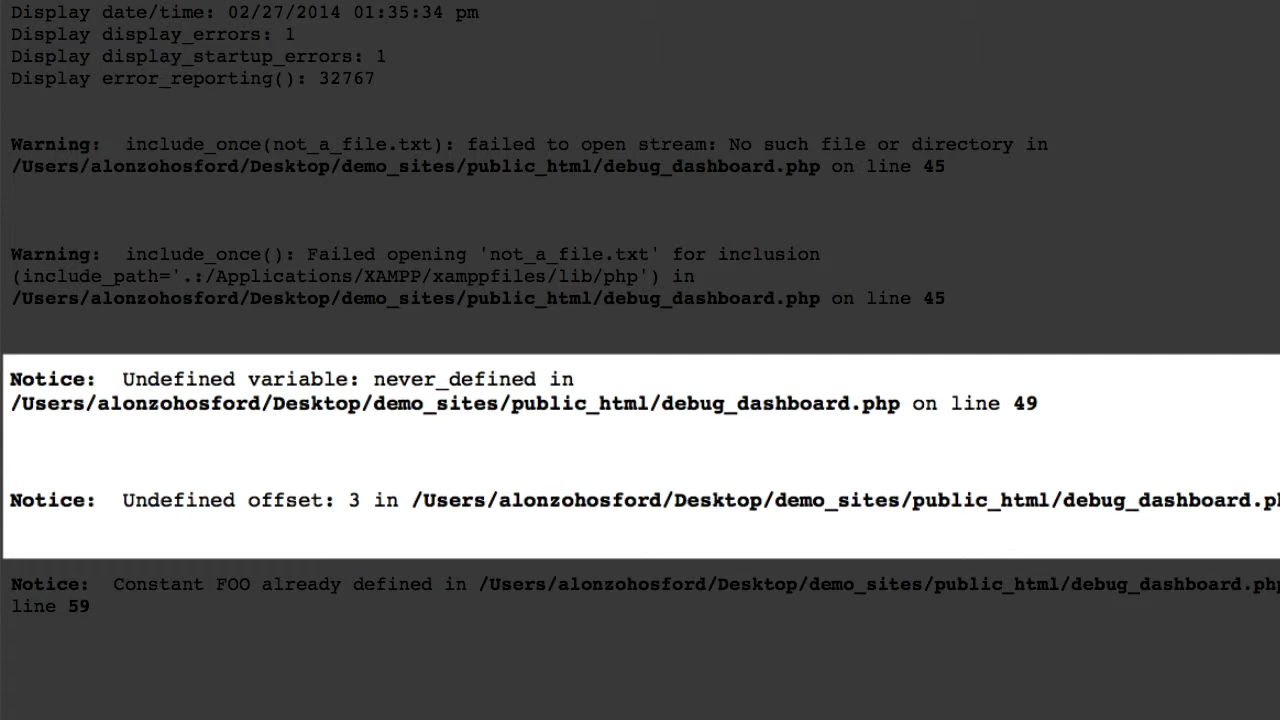 Display date/time: 02/27/2014 01:35:34 pm
Display display_errors: 1
Display display_startup_errors: 1
Display error_reporting(): 32767
Warning: include_once(not_a_file.txt): failed to open stream: No such file or directory in
/Users/alonzohosford/Desktop/demo_sites/public_html/debug_dashboard.php on line 45
Warning: include_once(): Failed opening 'not_a_file.txt' for inclusion
(include_path='.:/Applications/XAMPP/xamppfiles/lib/php') in
/Users/alonzohosford/Desktop/demo_sites/public_html/debug_dashboard.php on line 45
Notice: Undefined variable: never_defined in
/Users/alonzohosford/Desktop/demo_sites/public_html/debug_dashboard.php on line 49
Notice: Undefined offset: 3 in /Users/alonzohosford/Desktop/demo_sites/public_html/debug_dashboard.ph
Notice: Constant FOO already defined in /Users/alonzohosford/Desktop/demo_sites/public_html/debug_dashboard.php
line 59